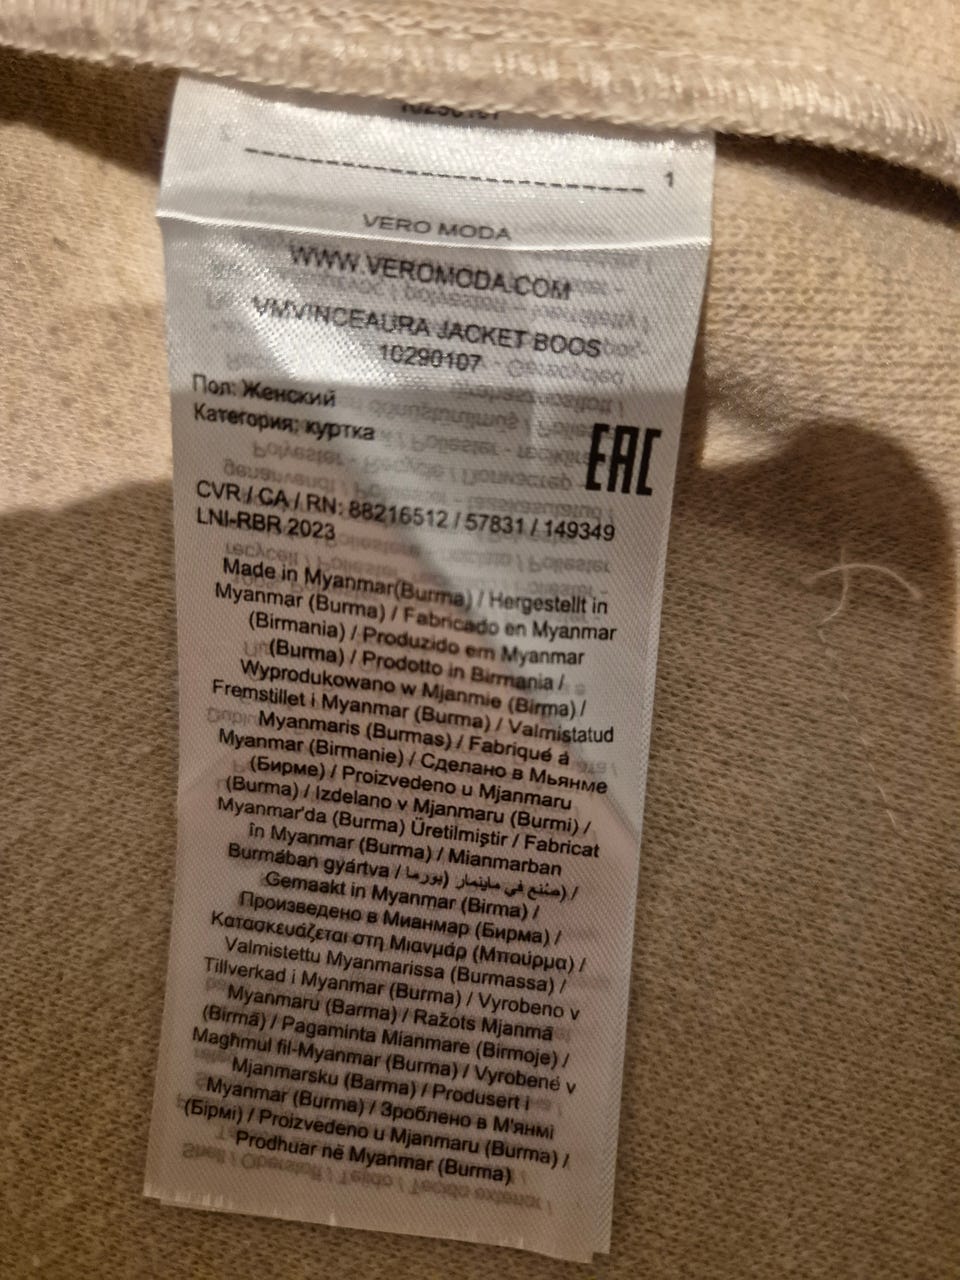 1
VERO MODA
WWW.VEROMODA.COM
VMVINCEAURA JACKET BOOS
10290107
Пол: Женский
Категория: куртка
EAC
CVR / CA / RN: 88216512 / 57831 / 149349
LNI-RBR 2023
Made in Myanmar(Burma) / Hergestellt in
Myanmar (Burma) / Fabricado en Myanmar
(Birmania) / Produzido em Myanmar
(Burma) / Prodotto in Birmania /
Wyprodukowano w Mjanmie (Birma) /
Fremstillet i Myanmar (Burma) / Valmistatud
Myanmaris (Burmas) / Fabriqué à
Myanmar (Birmanie) / Сделано в Мьянме
(Бирме) / Proizvedeno u Mjanmaru
(Burma) / Izdelano v Mjanmaru (Burmi) /
Myanmar'da (Burma) Üretilmiştir / Fabricat
în Myanmar (Burma) / Mianmarban
Burmában gyártva / صُنع في ماينمار (بورما) /
Gemaakt in Myanmar (Birma) /
Произведено в Мианмар (Бирма) /
Κατασκευάζεται στη Μιανμάρ (Μπούρμα) /
Valmistettu Myanmarissa (Burmassa) /
Tillverkad i Myanmar (Burma) / Vyrobeno v
Myanmaru (Barma) / Ražots Mjanmā
(Birmā) / Pagaminta Mianmare (Birmoje) /
Magħmul fil-Myanmar (Burma) / Vyrobené v
Mjanmarsku (Barma) / Produsert i
Myanmar (Burma) / Зроблено в М'янмі
(Бірмі) / Proizvedeno u Mjanmaru (Burma) /
Prodhuar në Myanmar (Burma)